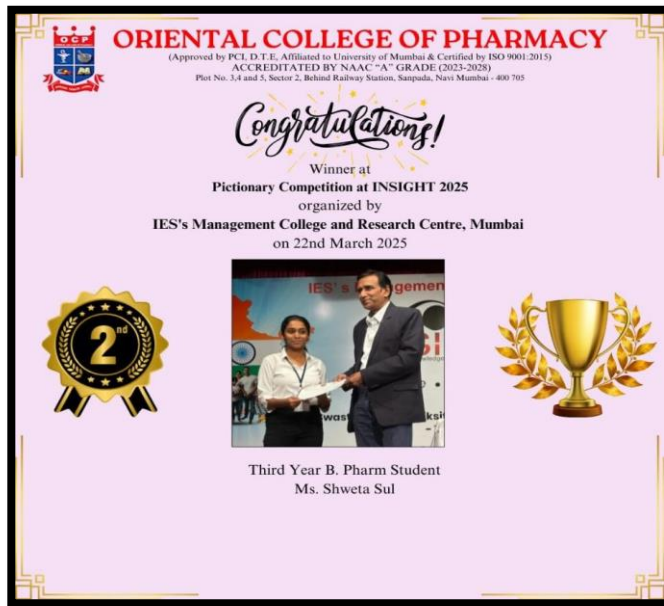 OCP
ORIENTAL COLLEGE OF PHARMACY
(Approved by PCI, D.T.E, Affiliated to University of Mumbai & Certified by ISO 9001:2015)
ACCREDITATED BY NAAC “A” GRADE (2023-2028)
Plot No. 3,4 and 5, Sector 2, Behind Railway Station, Sanpada, Navi Mumbai - 400 705
Congratulations!
Winner at
Pictionary Competition at INSIGHT 2025
organized by
IES's Management College and Research Centre, Mumbai
on 22nd March 2025
IES's
2nd
Third Year B. Pharm Student
Ms. Shweta Sul